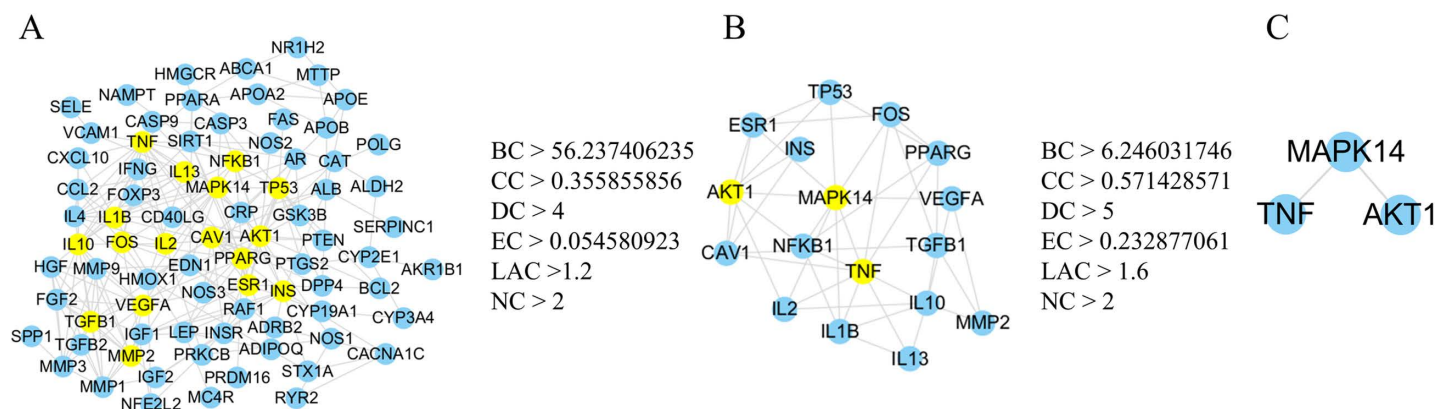 A
NR1H2
HMGCR ABCA1 MTTP
NAMPT PPARA APOA2 APOE
SELE
CASP9 CASP3 FAS APOB
VCAM1 TNF SIRT1 NOS2 POLG
CXCL10 IFNG IL13 NFKB1 AR CAT
CCL2 FOXP3 MAPK14 TP53 ALB ALDH2
IL4 IL1B CD40LG CRP GSK3B SERPINC1
IL10 FOS IL2 CAV1 AKT1 PTEN
HGF MMP9 HMOX1 EDN1 PPARG PTGS2 CYP2E1 AKR1B1
FGF2 VEGFA NOS3 ESR1 INS DPP4 BCL2
SPP1 TGFB1 IGF1 LEP INSR RAF1 ADRB2 CYP19A1 CYP3A4
TGFB2 MMP2 PRKCB ADIPOQ NOS1 CACNA1C
MMP3 MMP1 IGF2 PRDM16 STX1A
NFE2L2 MC4R RYR2
BC > 56.237406235
CC > 0.355855856
DC > 4
EC > 0.054580923
LAC >1.2
NC > 2
B
TP53
ESR1 FOS
INS PPARG
AKT1 MAPK14 VEGFA
CAV1 NFKB1 TGFB1
TNF
IL2 IL10
IL1B MMP2
IL13
BC > 6.246031746
CC > 0.571428571
DC > 5
EC > 0.232877061
LAC > 1.6
NC > 2
C
MAPK14
TNF AKT1